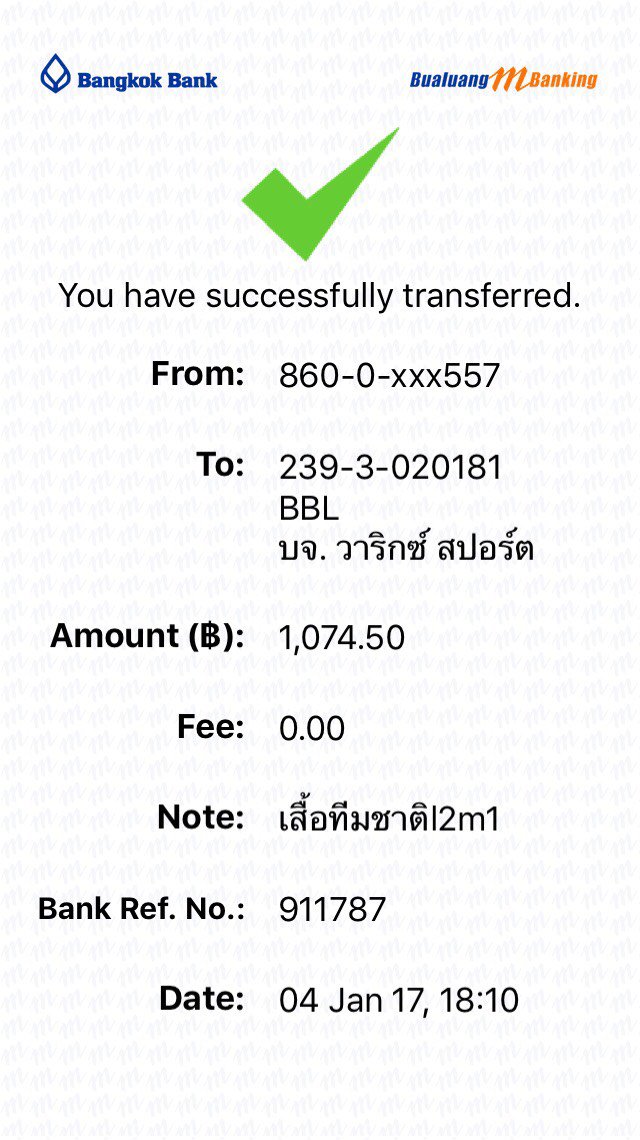 Bangkok Bank
Bualuang mBanking
You have successfully transferred.
From: 860-0-xxx557
To: 239-3-020181
BBL
บจ. วาริกซ์ สปอร์ต
Amount (฿): 1,074.50
Fee: 0.00
Note: เสื้อทีมชาติl2m1
Bank Ref. No.: 911787
Date: 04 Jan 17, 18:10